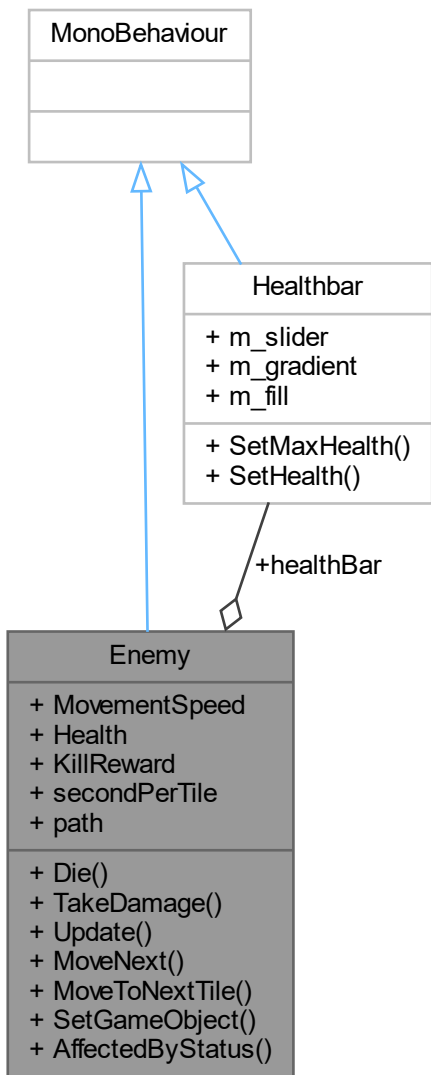 MonoBehaviour
Healthbar
+ m_slider
+ m_gradient
+ m_fill
+ SetMaxHealth()
+ SetHealth()
+healthBar
Enemy
+ MovementSpeed
+ Health
+ KillReward
+ secondPerTile
+ path
+ Die()
+ TakeDamage()
+ Update()
+ MoveNext()
+ MoveToNextTile()
+ SetGameObject()
+ AffectedByStatus()